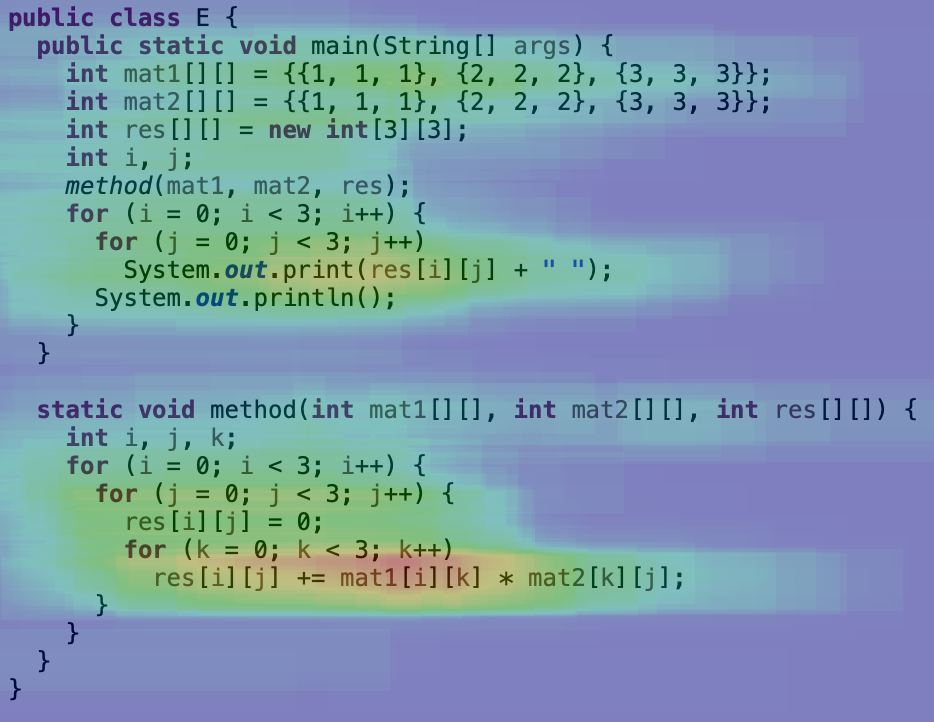 public class E {
  public static void main(String[] args) {
    int mat1[][] = {{1, 1, 1}, {2, 2, 2}, {3, 3, 3}};
    int mat2[][] = {{1, 1, 1}, {2, 2, 2}, {3, 3, 3}};
    int res[][] = new int[3][3];
    int i, j;
    method(mat1, mat2, res);
    for (i = 0; i < 3; i++) {
      for (j = 0; j < 3; j++)
        System.out.print(res[i][j] + " ");
      System.out.println();
    }
  }

  static void method(int mat1[][], int mat2[][], int res[][]) {
    int i, j, k;
    for (i = 0; i < 3; i++) {
      for (j = 0; j < 3; j++) {
        res[i][j] = 0;
        for (k = 0; k < 3; k++)
          res[i][j] += mat1[i][k] * mat2[k][j];
      }
    }
  }
}